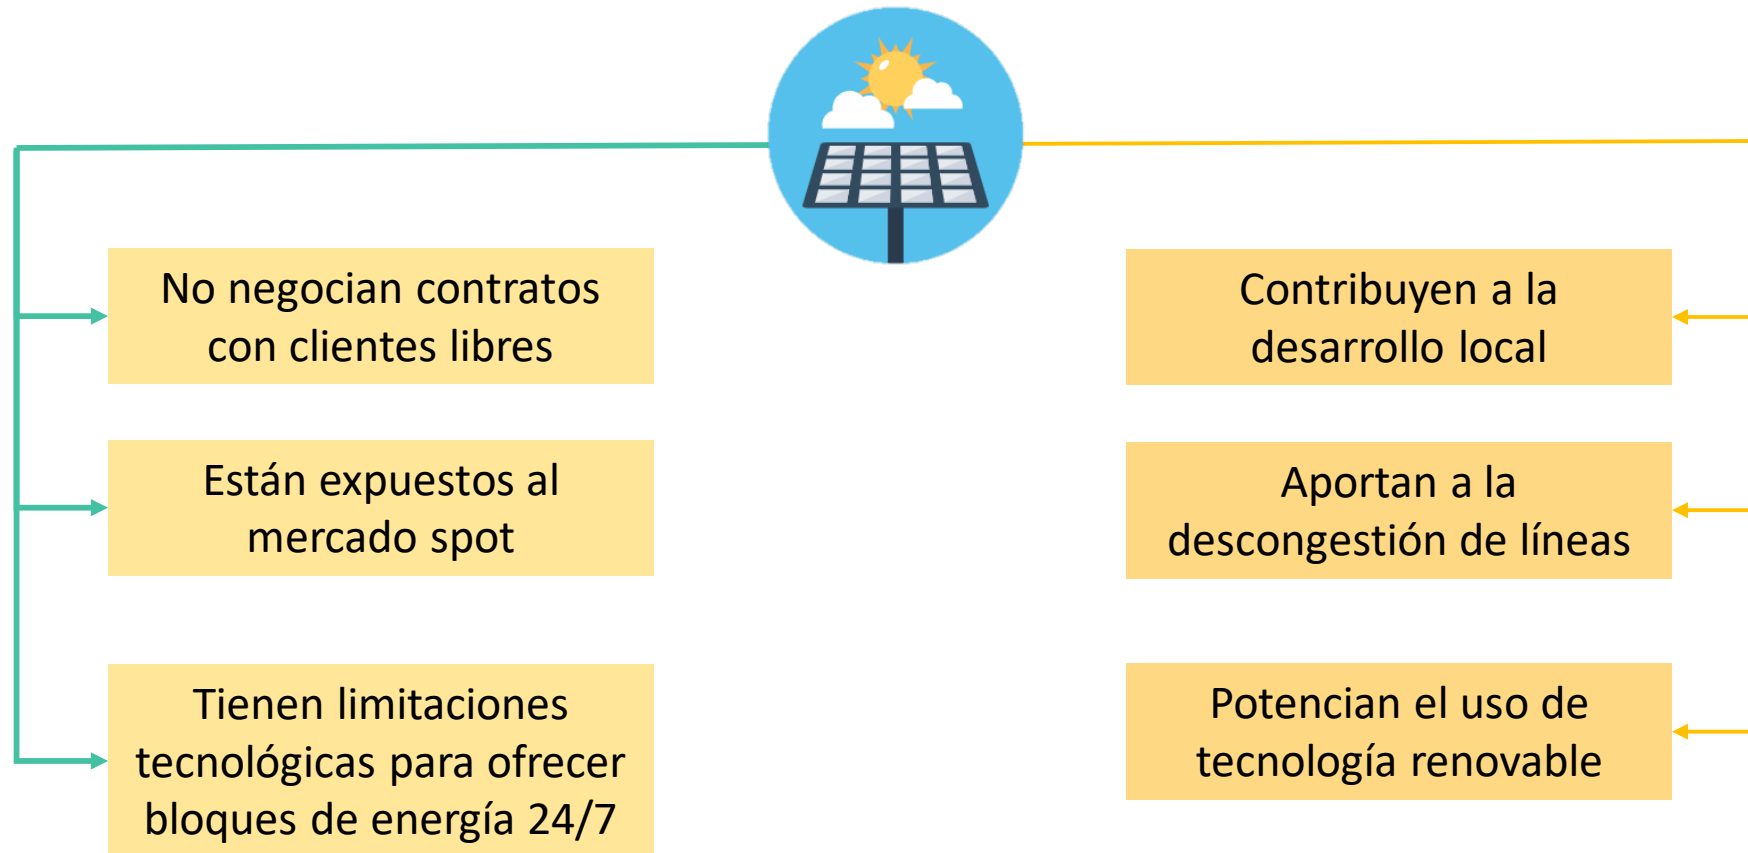 No negocian contratos
con clientes libres
Están expuestos al
mercado spot
Tienen limitaciones
tecnológicas para ofrecer
bloques de energía 24/7
Contribuyen a la
desarrollo local
Aportan a la
descongestión de líneas
Potencian el uso de
tecnología renovable